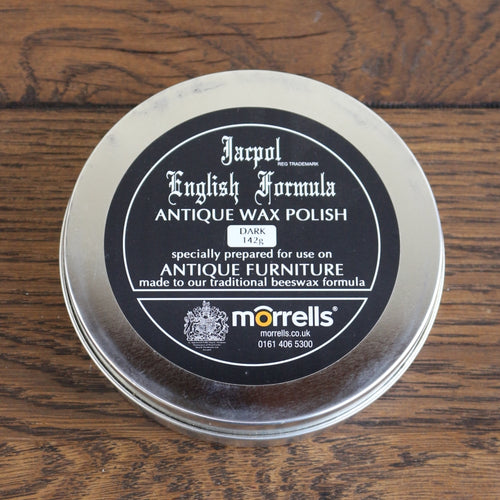 Jacpol
REG TRADEMARK
English Formula
ANTIQUE WAX POLISH
DARK
142g
specially prepared for use on
ANTIQUE FURNITURE
made to our traditional beeswax formula
morrells®
morrells.co.uk
0161 406 5300